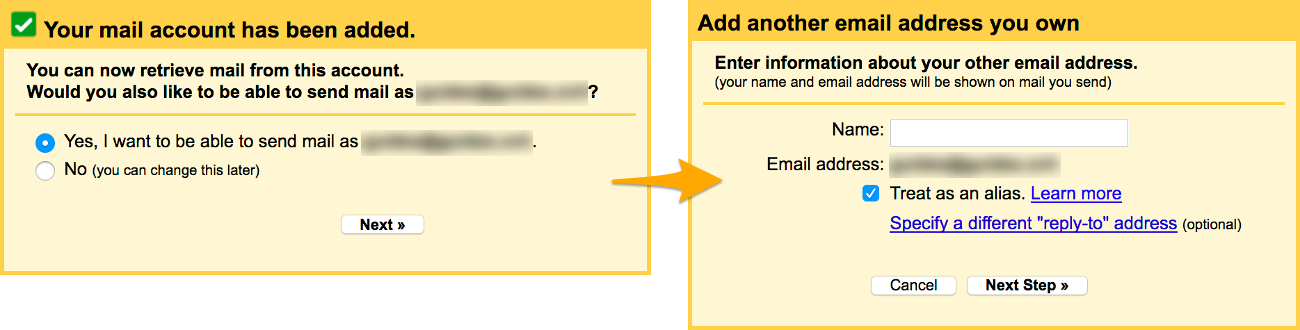 Your mail account has been added.
You can now retrieve mail from this account.
Would you also like to be able to send mail as ?
Yes, I want to be able to send mail as .
No (you can change this later)
Next »
Add another email address you own
Enter information about your other email address.
(your name and email address will be shown on mail you send)
Name:
Email address:
Treat as an alias. Learn more
Specify a different "reply-to" address (optional)
Cancel
Next Step »